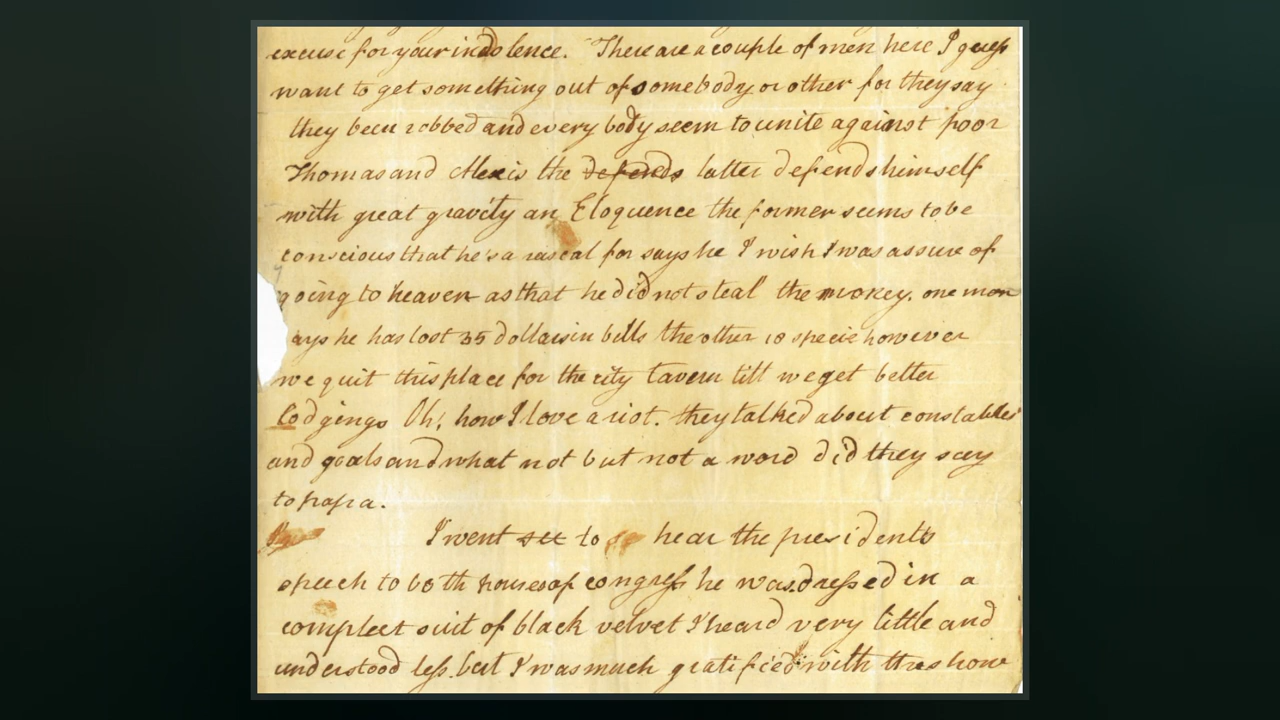 excuse for your indolence. There are a couple of men here I guess
want to get something out of somebody or other for they say
they been robbed and every body seem to unite against poor
Thomas and Alexis the defends latter defends himself
with great gravity an Eloquence the former seems to be
conscious that he's a rascal for says he I wish I was as sure of
going to heaven as that he did not steal the money. one man
ays he has lost 35 dollars in bills the other 18 specie however
we quit this place for the city Tavern till we get better
Lodgings Oh! how I love a riot. they talked about constables
and goals and what not but not a word did they say
to papa.
I went see to hear the presidents
speech to both houses of congress he was dressed in a
compleet suit of black velvet I heard very little and
understood less. but I was much gratified with the show